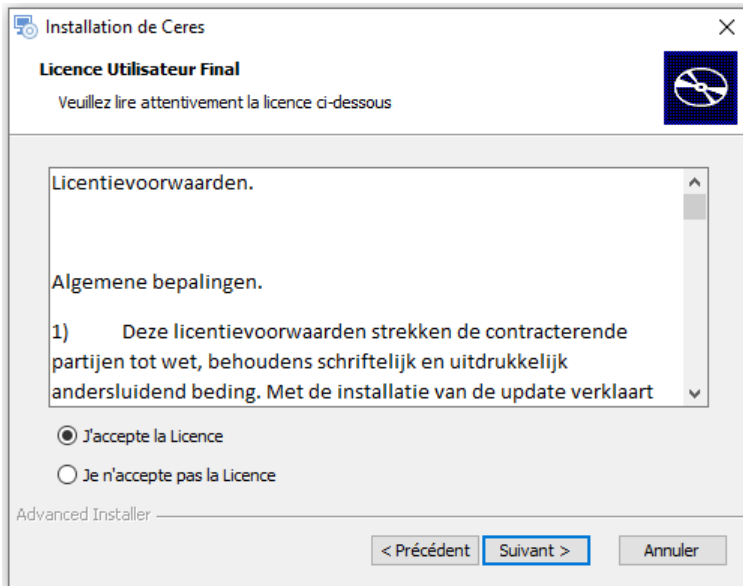 Installation de Ceres
Licence Utilisateur Final
Veuillez lire attentivement la licence ci-dessous
Licentievoorwaarden.
Algemene bepalingen.
1) Deze licentievoorwaarden strekken de contracterende
partijen tot wet, behoudens schriftelijk en uitdrukkelijk
andersluidend beding. Met de installatie van de update verklaart
J'accepte la Licence
Je n'accepte pas la Licence
Advanced Installer
< Précédent
Suivant >
Annuler